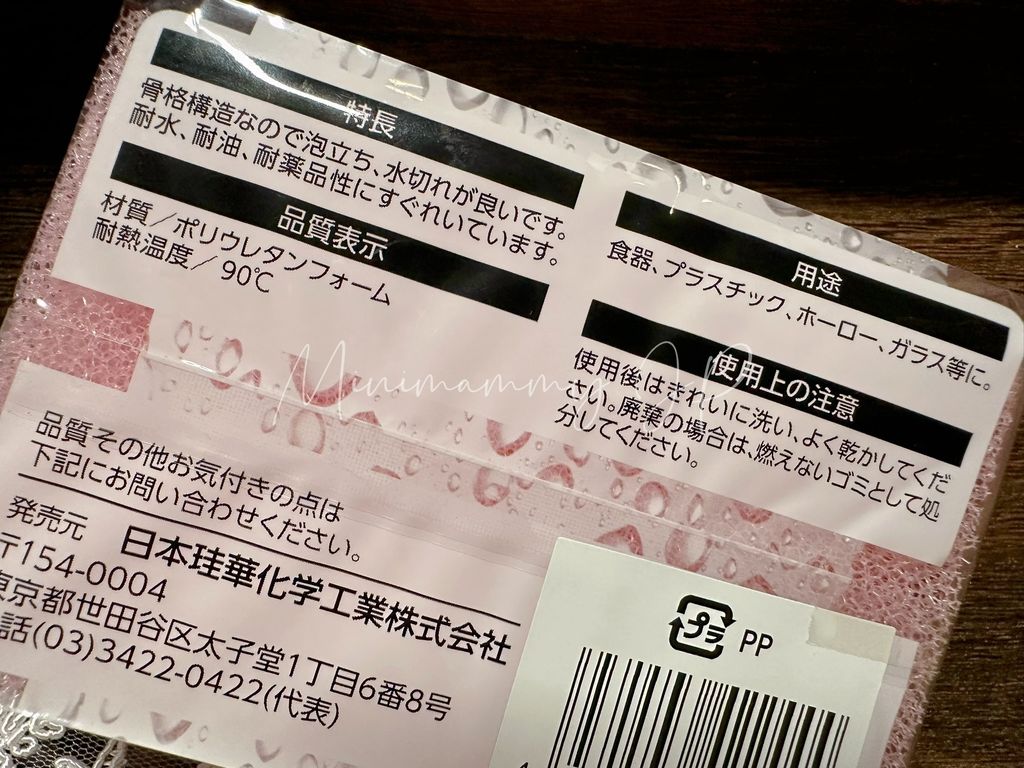 特長
骨格構造なので泡立ち、水切れが良いです。
耐水、耐油、耐薬品性にすぐれいています。
品質表示
材質／ポリウレタンフォーム
耐熱温度／90℃
用途
食器、プラスチック、ホーロー、ガラス等に。
使用上の注意
使用後はきれいに洗い、よく乾かしてくだ
さい。廃棄の場合は、燃えないゴミとして処
分してください。
品質その他お気付きの点は
下記にお問い合わせください。
発売元 日本珪華化学工業株式会社
〒154-0004
東京都世田谷区太子堂1丁目6番8号
電話(03)3422-0422(代表)
プラ PP
Minimammy